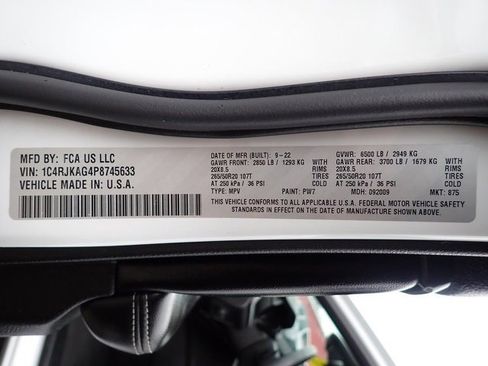 MFD BY: FCA US LLC
VIN: 1C4RJKAG4P8745633
VEHICLE MADE IN U.S.A.
DATE OF MFR (BUILT): 9-22 GVWR: 6500 LB / 2949 KG
GAWR FRONT: 2850 LB / 1293 KG GAWR REAR: 3700 LB / 1679 KG
20X8.5 RIMS 20X8.5 RIMS
265/50R20 107T TIRES 265/50R20 107T TIRES
AT 250 kPa / 36 PSI AT 250 kPa / 36 PSI
TYPE: MPV PAINT: PW7 MDH: 092009 MKT: 875
THIS VEHICLE CONFORMS TO ALL APPLICABLE U.S.A. FEDERAL MOTOR VEHICLE SAFETY
STANDARDS IN EFFECT ON THE DATE OF MANUFACTURE SHOWN ABOVE